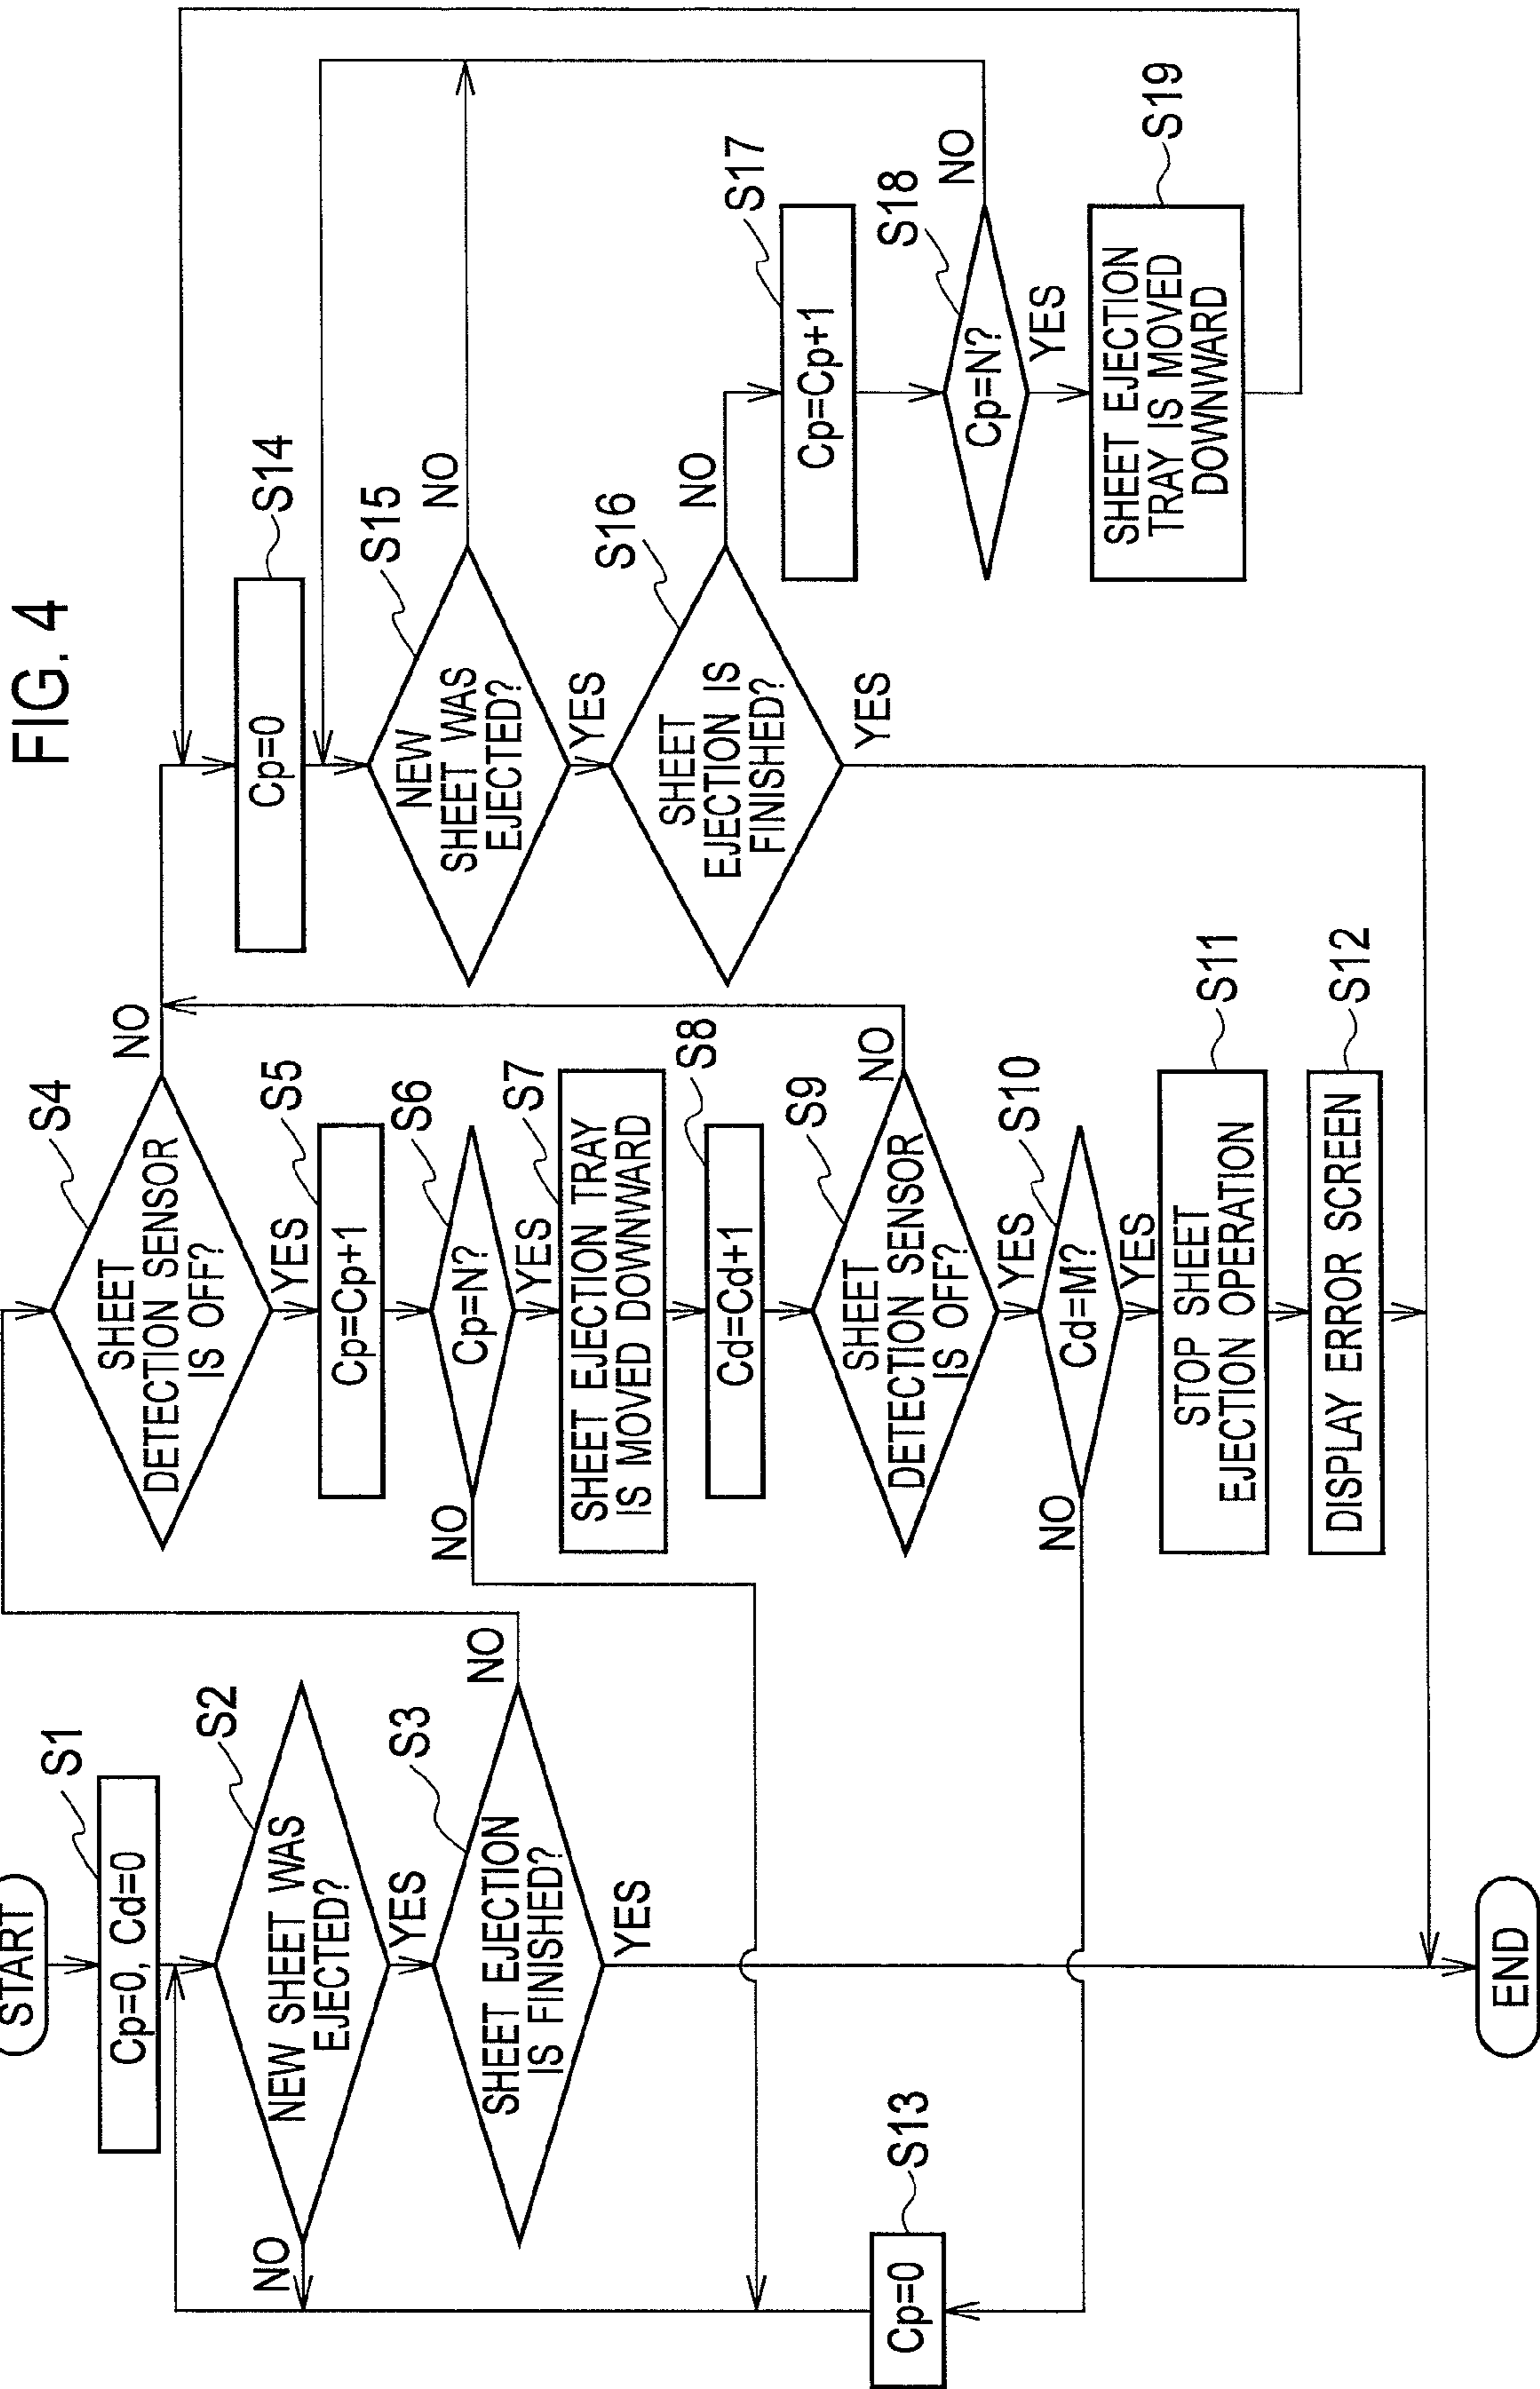 FIG. 4
START
Cp=0, Cd=0
S1
NEW SHEET WAS
EJECTED?
S2
NO
YES
SHEET EJECTION
IS FINISHED?
S3
NO
YES
SHEET
DETECTION SENSOR
IS OFF?
S4
NO
YES
Cp=Cp+1
S5
Cp=N?
S6
NO
YES
SHEET EJECTION TRAY
IS MOVED DOWNWARD
S7
Cd=Cd+1
S8
SHEET
DETECTION SENSOR
IS OFF?
S9
NO
YES
Cd=M?
S10
NO
YES
STOP SHEET
EJECTION OPERATION
S11
DISPLAY ERROR SCREEN
S12
Cp=0
S13
Cp=0
S14
NEW
SHEET WAS
EJECTED?
S15
NO
YES
SHEET
EJECTION IS
FINISHED?
S16
NO
YES
Cp=Cp+1
S17
Cp=N?
S18
NO
YES
SHEET EJECTION
TRAY IS MOVED
DOWNWARD
S19
END